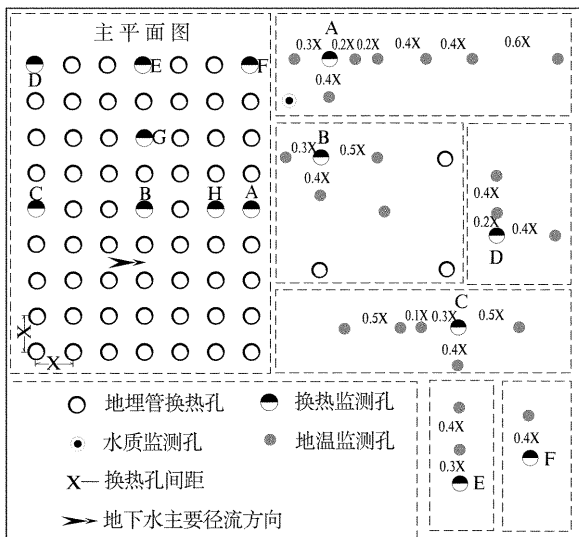 主平面图
D
E
F
G
C
B
H
A
X
X
A
0.3X
0.2X
0.2X
0.4X
0.4X
0.6X
0.4X
B
0.3X
0.5X
0.4X
0.4X
0.2X
0.4X
D
C
0.5X
0.1X
0.3X
0.5X
0.4X
0.4X
0.3X
E
0.4X
F
地埋管换热孔
换热监测孔
水质监测孔
地温监测孔
X— 换热孔间距
地下水主要径流方向